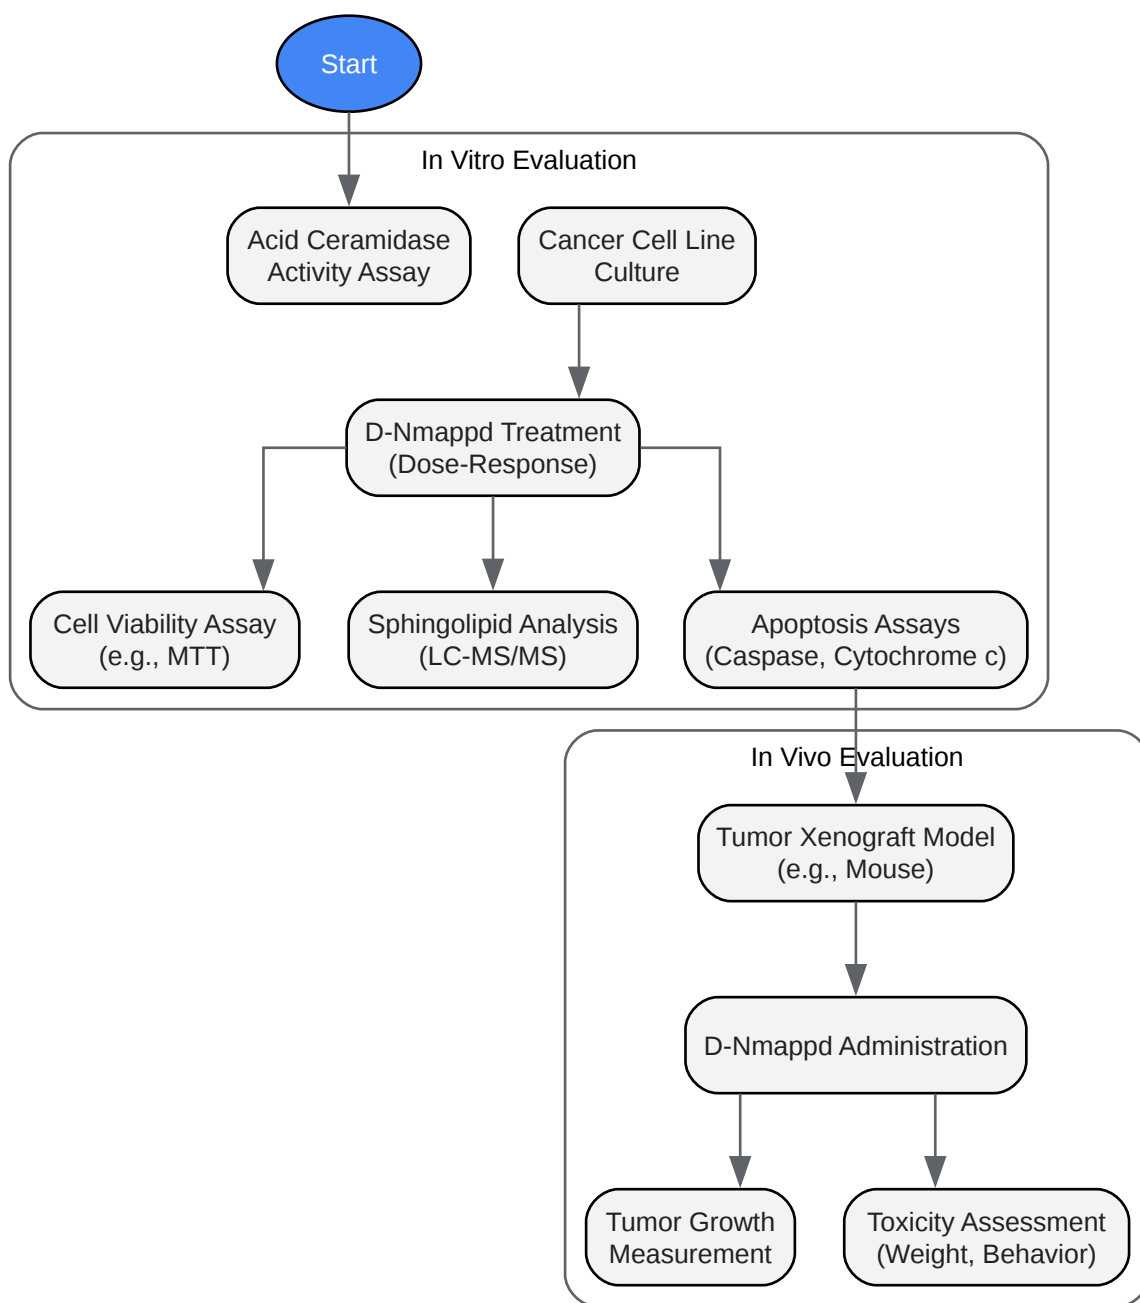 Start
In Vitro Evaluation
Acid Ceramidase
Activity Assay
Cancer Cell Line
Culture
D-Nmappd Treatment
(Dose-Response)
Cell Viability Assay
(e.g., MTT)
Sphingolipid Analysis
(LC-MS/MS)
Apoptosis Assays
(Caspase, Cytochrome c)
In Vivo Evaluation
Tumor Xenograft Model
(e.g., Mouse)
D-Nmappd Administration
Tumor Growth
Measurement
Toxicity Assessment
(Weight, Behavior)